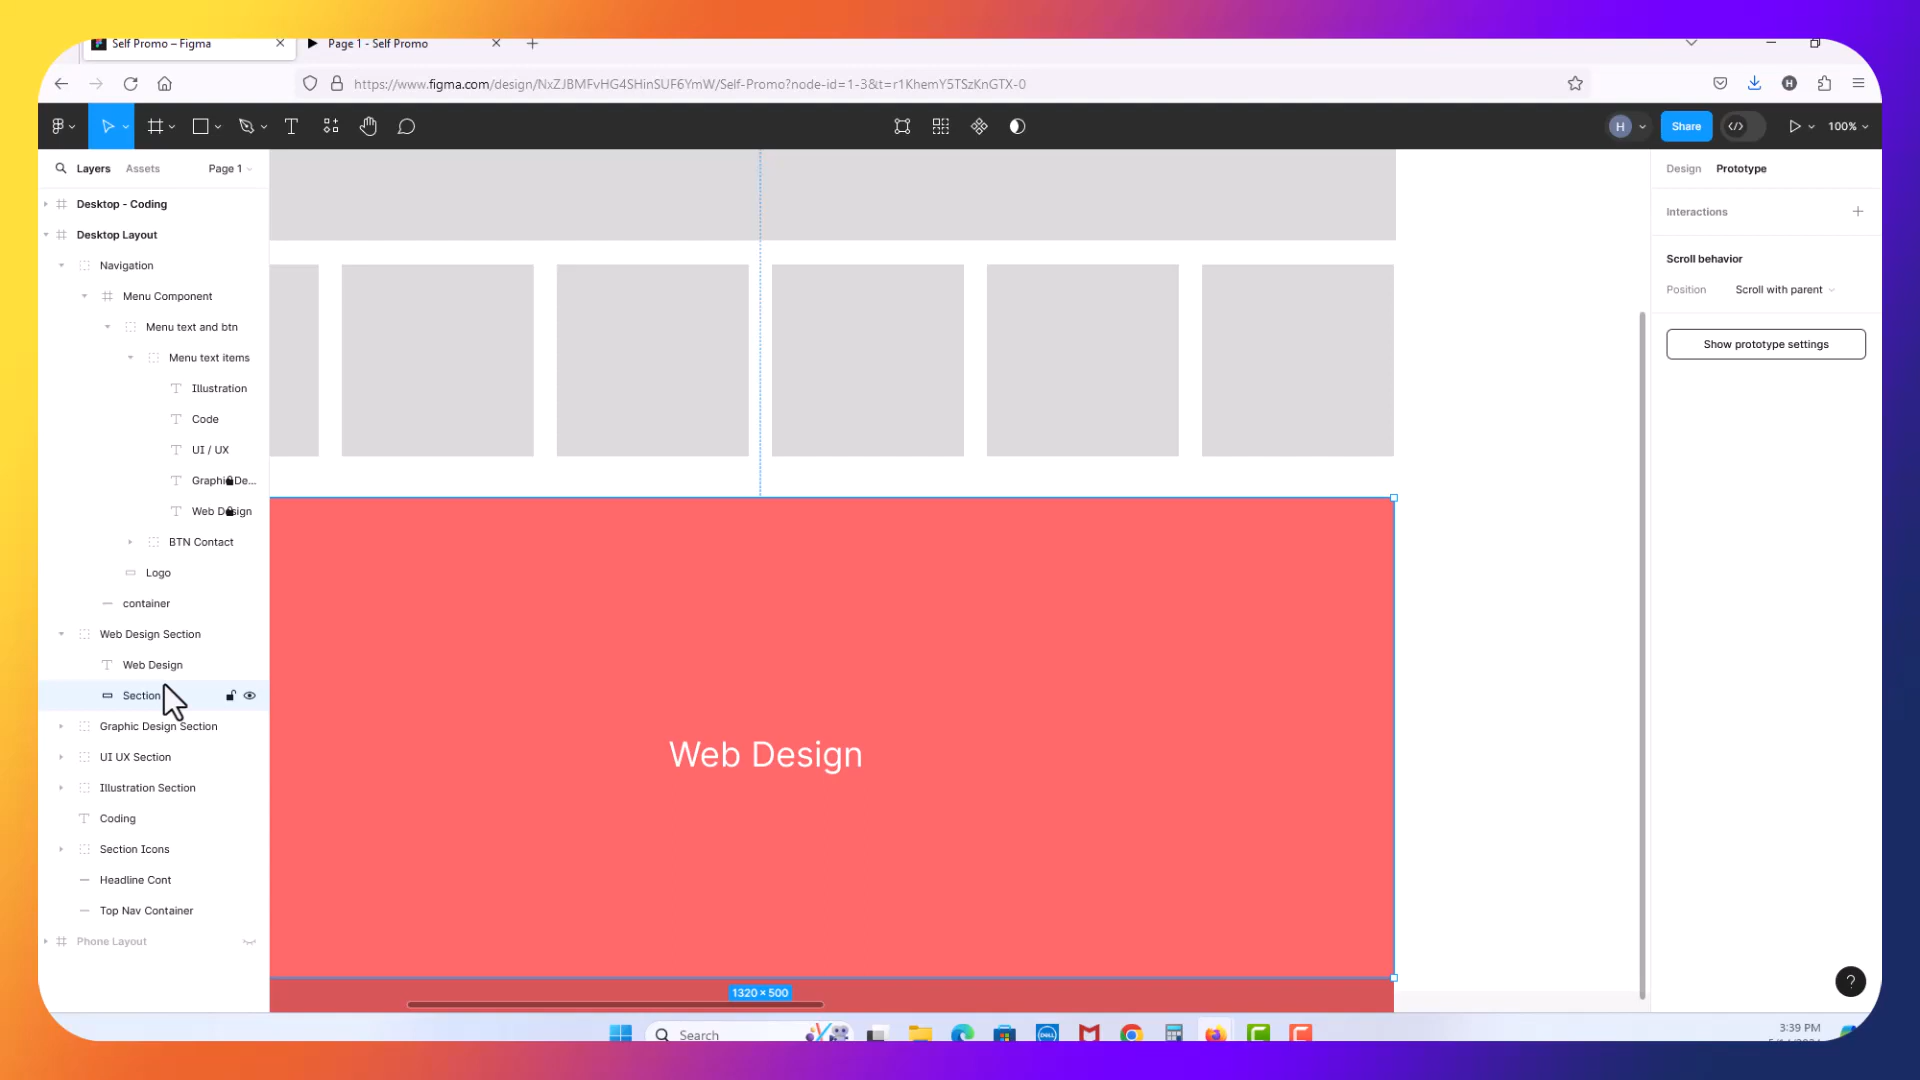 Self Promo – Figma
Page 1 - Self Promo
https://www.figma.com/design/NxZJBMFvHG4SHinSUF6YmW/Self-Promo?node-id=1-3&t=r1KhemY5TSzKnGTX-0
H
H
Share
100%
Layers
Assets
Page 1
Design
Prototype
Desktop - Coding
Desktop Layout
Navigation
Menu Component
Menu text and btn
Menu text items
Illustration
Code
UI / UX
Graphic De...
Web Design
BTN Contact
Logo
container
Web Design Section
Web Design
Section
Graphic Design Section
UI UX Section
Illustration Section
Coding
Section Icons
Headline Cont
Top Nav Container
Phone Layout
Web Design
1320 × 500
Interactions
Scroll behavior
Position
Scroll with parent
Show prototype settings
?
Search
DELL
3:39 PM